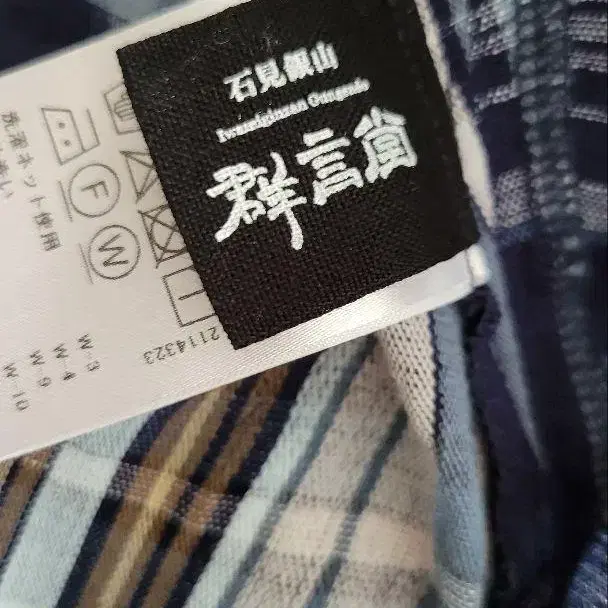 石見銀山
Iwamiginzan Gungendo
群言堂
洗濯ネット使用
F
W
2114323
W-3
W-4
W-9
W-10